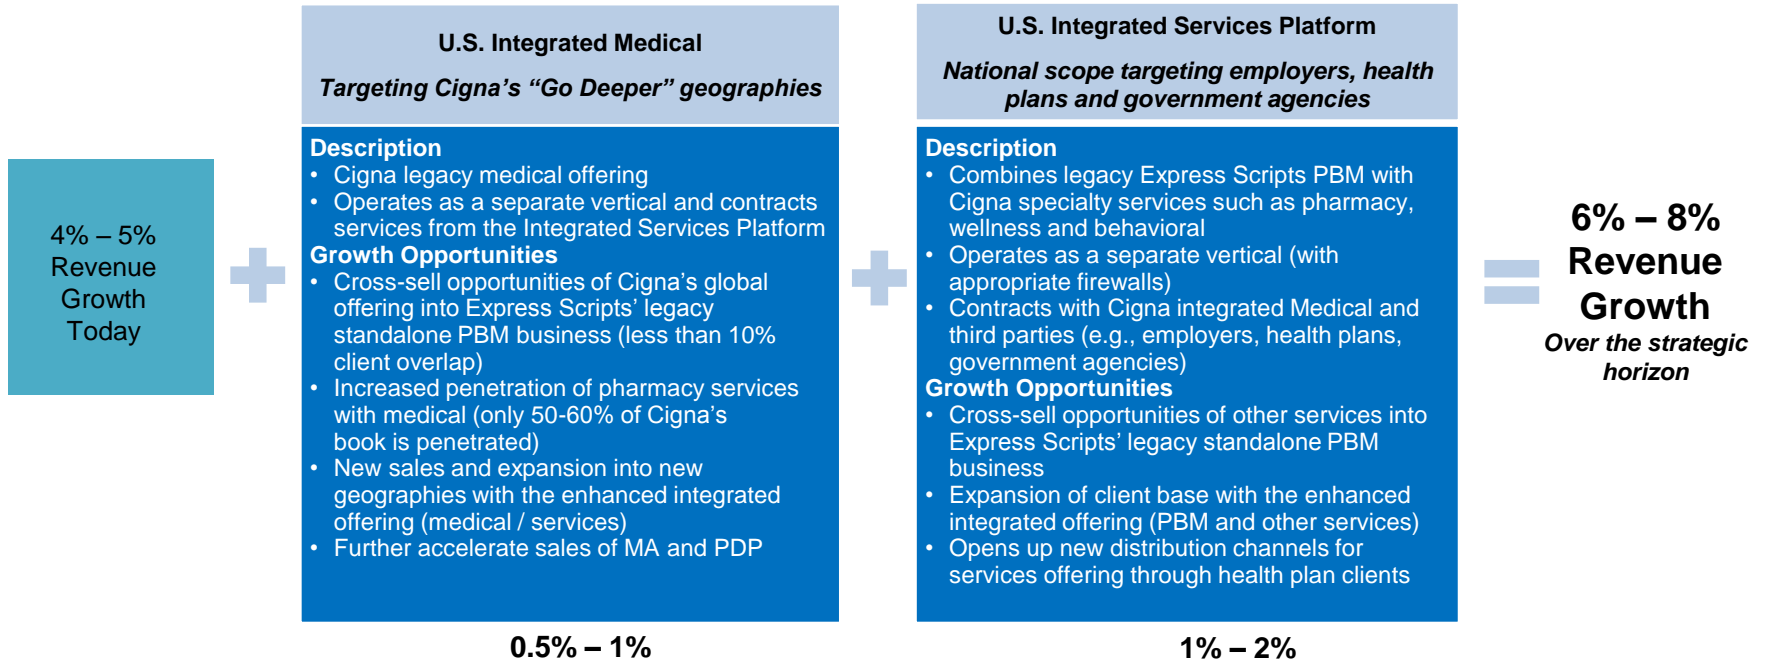 4% – 5%
Revenue
Growth
Today
U.S. Integrated Medical
Targeting Cigna’s “Go Deeper” geographies
Description
• Cigna legacy medical offering
• Operates as a separate vertical and contracts
services from the Integrated Services Platform
Growth Opportunities
• Cross-sell opportunities of Cigna’s global
offering into Express Scripts’ legacy
standalone PBM business (less than 10%
client overlap)
• Increased penetration of pharmacy services
with medical (only 50-60% of Cigna’s
book is penetrated)
• New sales and expansion into new
geographies with the enhanced integrated
offering (medical / services)
• Further accelerate sales of MA and PDP
0.5% – 1%
U.S. Integrated Services Platform
National scope targeting employers, health
plans and government agencies
Description
• Combines legacy Express Scripts PBM with
Cigna specialty services such as pharmacy,
wellness and behavioral
• Operates as a separate vertical (with
appropriate firewalls)
• Contracts with Cigna integrated Medical and
third parties (e.g., employers, health plans,
government agencies)
Growth Opportunities
• Cross-sell opportunities of other services into
Express Scripts’ legacy standalone PBM
business
• Expansion of client base with the enhanced
integrated offering (PBM and other services)
• Opens up new distribution channels for
services offering through health plan clients
1% – 2%
6% – 8%
Revenue
Growth
Over the strategic
horizon